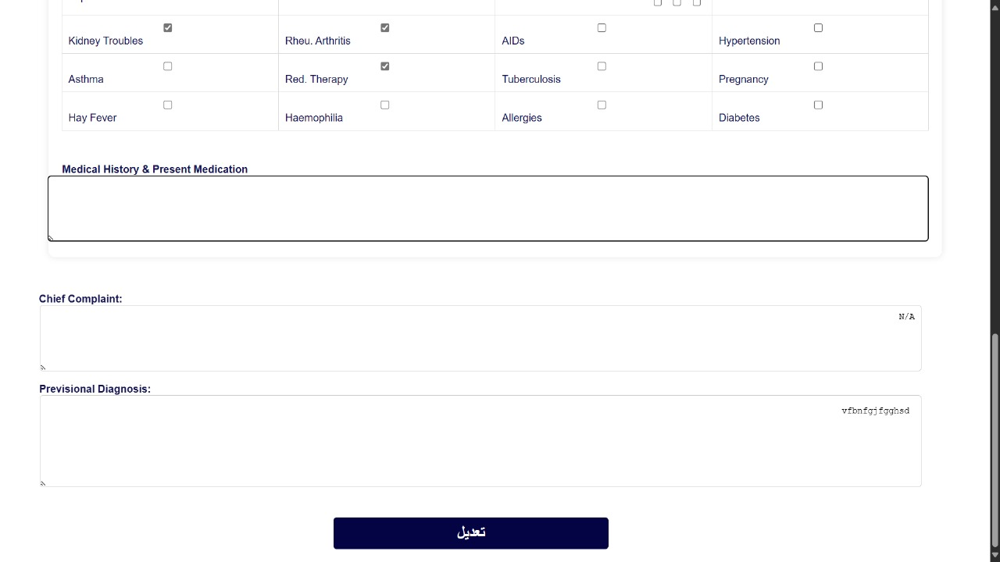 Kidney Troubles Rheu. Arthritis AIDs Hypertension
Asthma Red. Therapy Tuberculosis Pregnancy
Hay Fever Haemophilia Allergies Diabetes
Medical History & Present Medication
Chief Complaint:
N/A
Previsional Diagnosis:
vfbnfgjfgghsd
تعديل